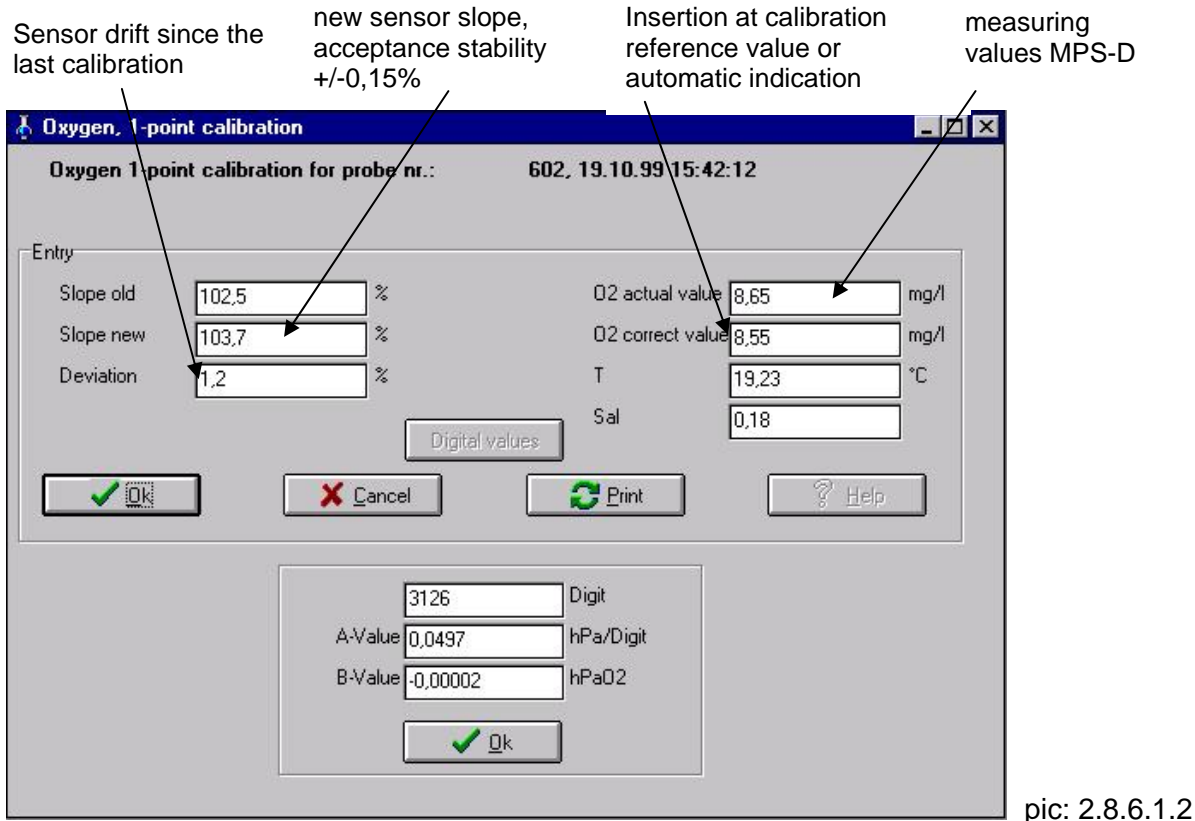 Sensor drift since the
last calibration
new sensor slope,
acceptance stability
+/-0,15%
Insertion at calibration
reference value or
automatic indication
measuring
values MPS-D
Oxygen, 1-point calibration
Oxygen 1-point calibration for probe nr.: 602, 19.10.99 15:42:12
Entry
Slope old 102,5 %
Slope new 103,7 %
Deviation 1,2 %
O2 actual value 8,65 mg/l
O2 correct value 8,55 mg/l
T 19,23 °C
Sal 0,18
Digital values
Ok Cancel Print Help
3126 Digit
A-Value 0,0497 hPa/Digit
B-Value -0,00002 hPaO2
Ok
pic: 2.8.6.1.2